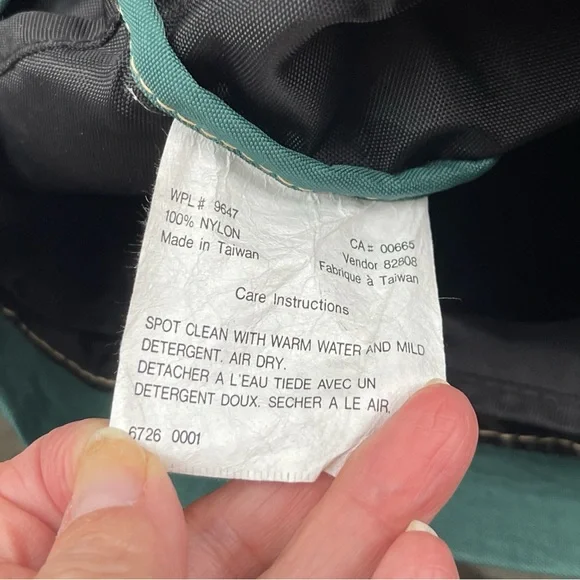 WPL# 9647
100% NYLON
Made in Taiwan
CA# 00665
Vendor 82808
Fabriqué à Taiwan
Care Instructions
SPOT CLEAN WITH WARM WATER AND MILD
DETERGENT. AIR DRY.
DETACHER A L'EAU TIEDE AVEC UN
DETERGENT DOUX. SECHER A LE AIR.
6726 0001